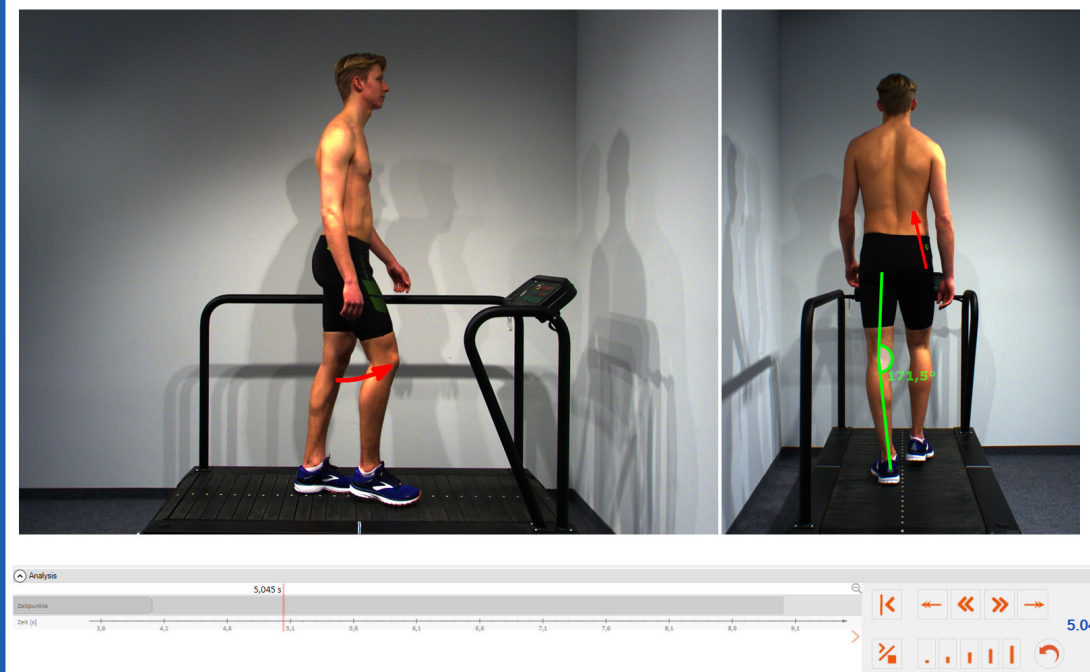 171,5°
Analysis
5,045 s
Zeitpunkte
Zeit [s]
3,6 4,1 4,6 5,1 5,6 6,1 6,6 7,1 7,6 8,1 8,6 9,1
5.04